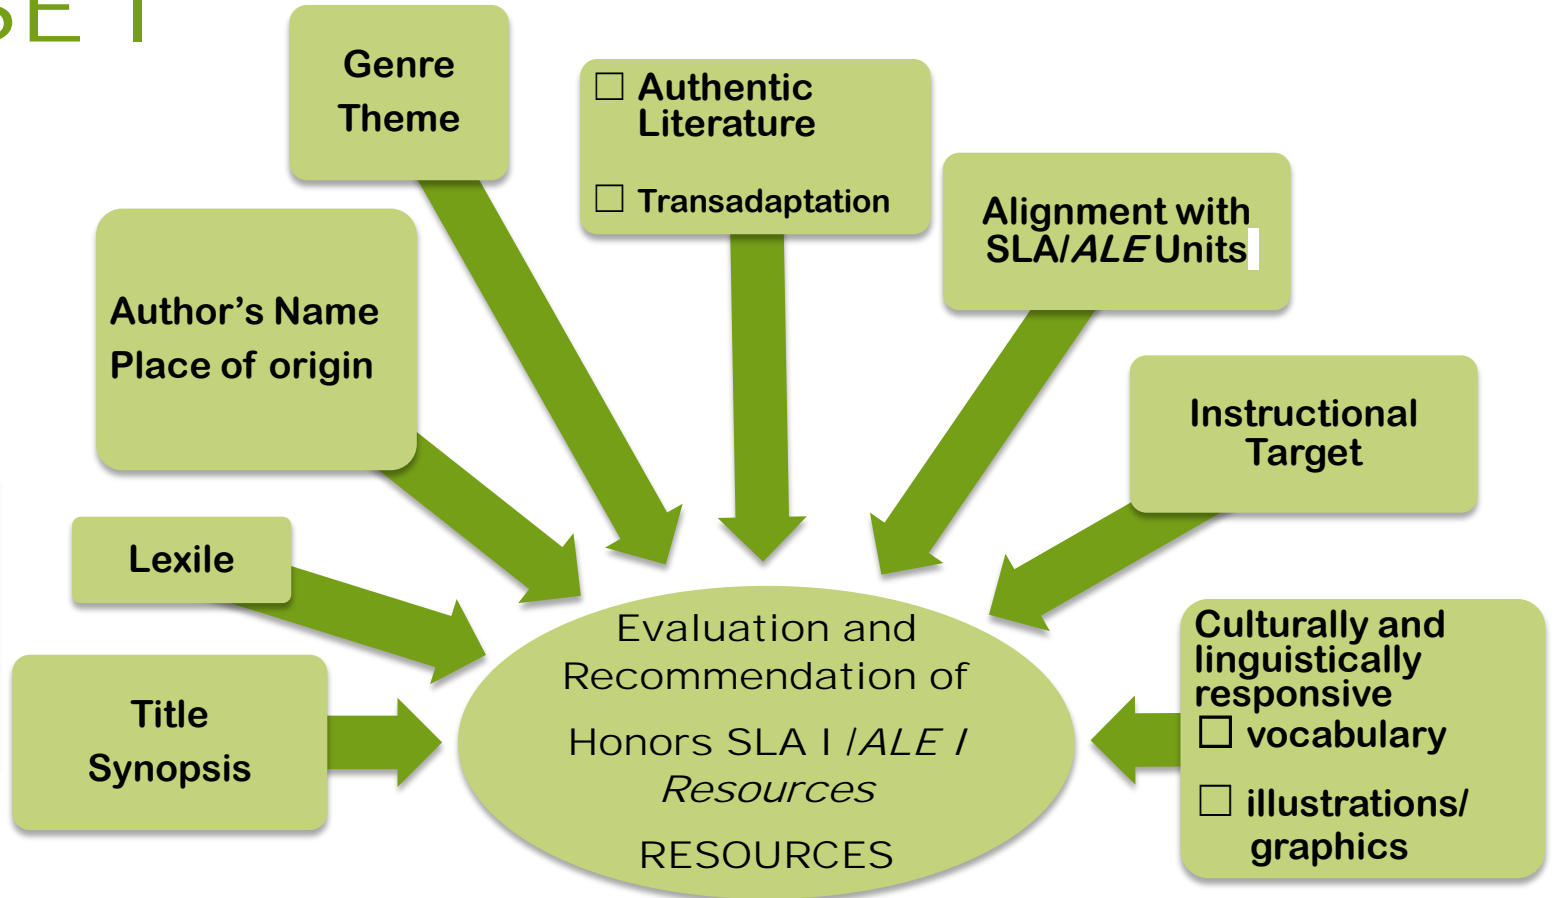 SET
Genre
Theme
☐ Authentic
Literature
☐ Transadaptation
Alignment with
SLA/ALE Units
Author’s Name
Place of origin
Instructional
Target
Lexile
Title
Synopsis
Culturally and
linguistically
responsive
☐ vocabulary
☐ illustrations/
graphics
Evaluation and
Recommendation of
Honors SLA I /ALE I
Resources
RESOURCES